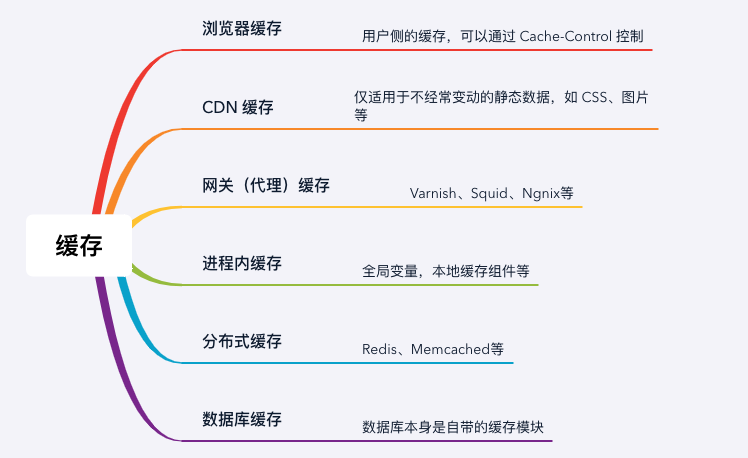 浏览器缓存
用户侧的缓存，可以通过 Cache-Control 控制
CDN 缓存
仅适用于不经常变动的静态数据，如 CSS、图片
等
网关（代理）缓存
Varnish、Squid、Ngnix等
缓存
进程内缓存
全局变量，本地缓存组件等
分布式缓存
Redis、Memcached等
数据库缓存
数据库本身是自带的缓存模块